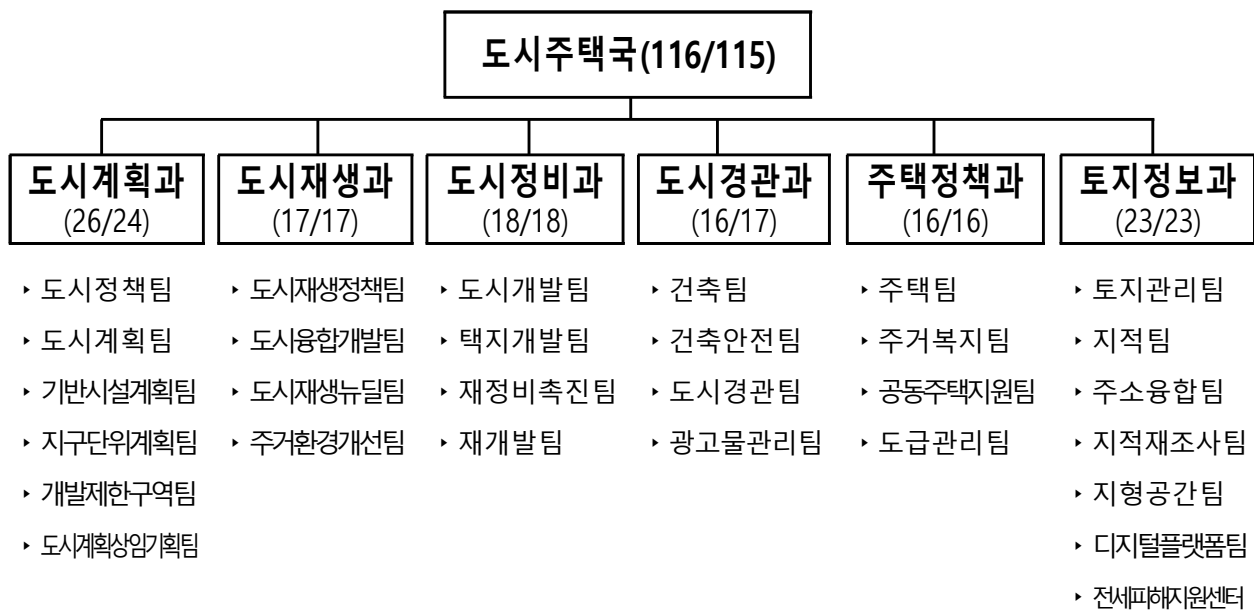 도시주택국(116/115)
도시계획과
(26/24)
‣ 도시정책팀
‣ 도시계획팀
‣ 기반시설계획팀
‣ 지구단위계획팀
‣ 개발제한구역팀
‣ 도시계획상임기획팀
도시재생과
(17/17)
‣ 도시재생정책팀
‣ 도시융합개발팀
‣ 도시재생뉴딜팀
‣ 주거환경개선팀
도시정비과
(18/18)
‣ 도시개발팀
‣ 택지개발팀
‣ 재정비촉진팀
‣ 재개발팀
도시경관과
(16/17)
‣ 건축팀
‣ 건축안전팀
‣ 도시경관팀
‣ 광고물관리팀
주택정책과
(16/16)
‣ 주택팀
‣ 주거복지팀
‣ 공동주택지원팀
‣ 도급관리팀
토지정보과
(23/23)
‣ 토지관리팀
‣ 지적팀
‣ 주소융합팀
‣ 지적재조사팀
‣ 지형공간팀
‣ 디지털플랫폼팀
‣ 전세피해지원센터